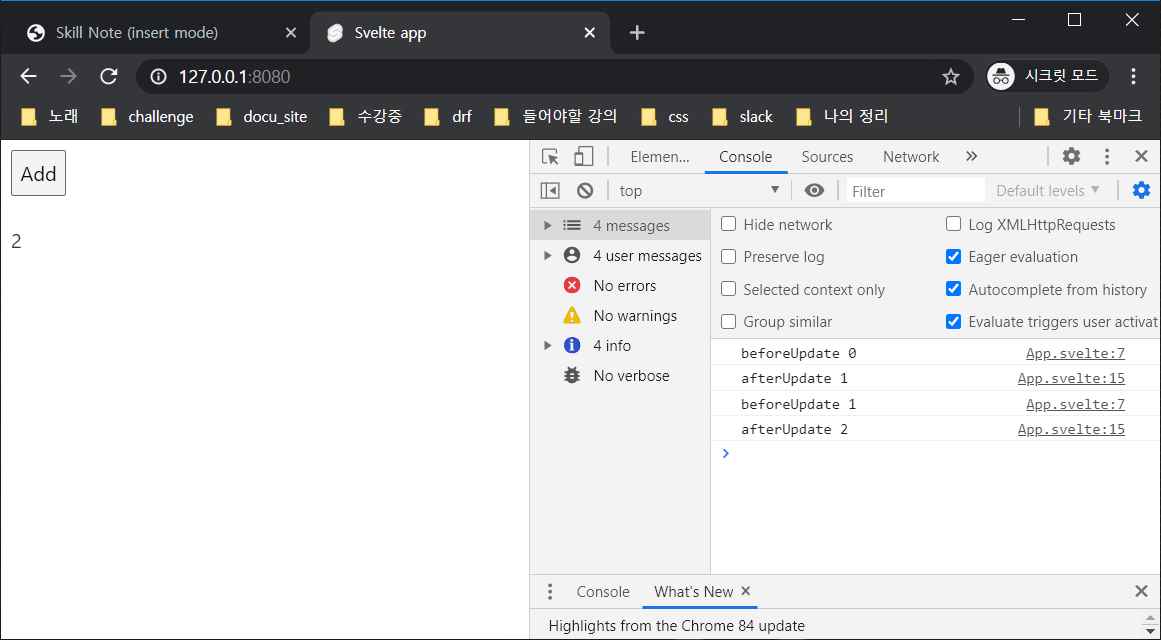 Skill Note (insert mode)
Svelte app
127.0.0.1:8080
시크릿 모드
노래
challenge
docu_site
수강중
drf
들어야할 강의
css
slack
나의 정리
기타 북마크
Add
2
Elemen...
Console
Sources
Network
top
Filter
Default levels
4 messages
4 user messages
No errors
No warnings
4 info
No verbose
Hide network
Log XMLHttpRequests
Preserve log
Eager evaluation
Selected context only
Autocomplete from history
Group similar
Evaluate triggers user activat
beforeUpdate 0 App.svelte:7
afterUpdate 1 App.svelte:15
beforeUpdate 1 App.svelte:7
afterUpdate 2 App.svelte:15
Console
What's New
Highlights from the Chrome 84 update